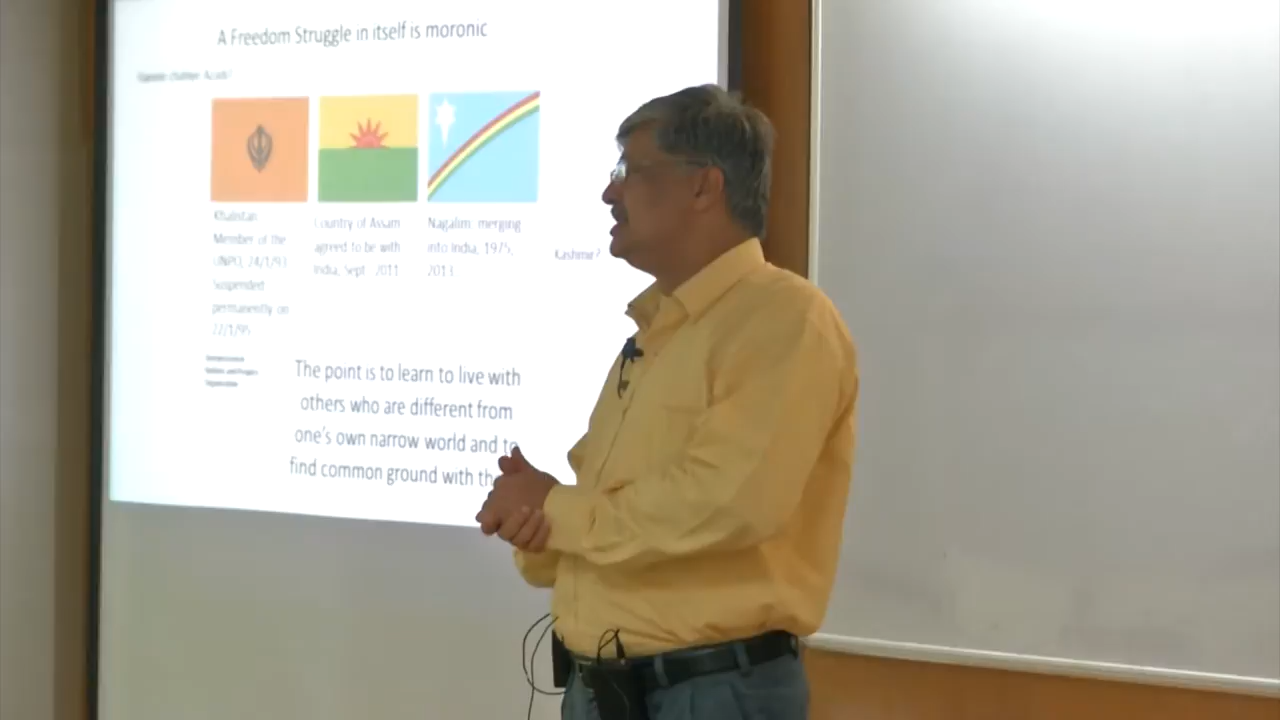 A Freedom Struggle in itself is moronic
Khalistan:
Member of the
UNPO, 24/1/93
Suspended
permanently on
22/1/95
Country of Assam
agreed to be with
India, Sept. 2011
Nagalim: merging
into India, 1975,
2013
Kashmir?
The point is to learn to live with
others who are different from
one's own narrow world and to
find common ground with